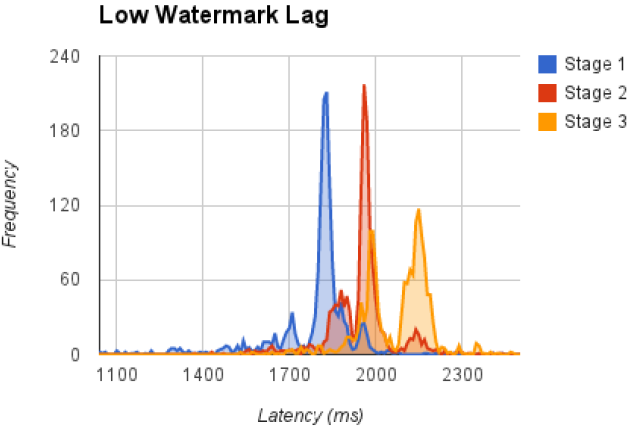 Low Watermark Lag
240
180
120
60
0
Frequency
1100 1400 1700 2000 2300
Latency (ms)
Stage 1
Stage 2
Stage 3